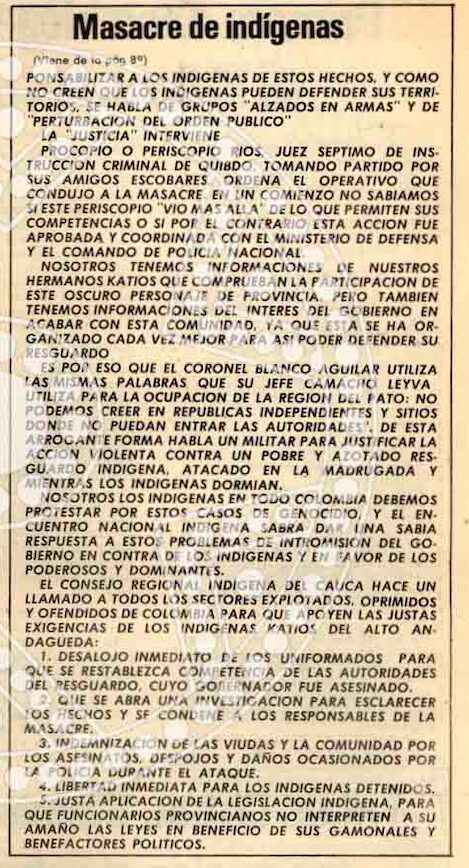 Masacre de indígenas
(Viene de la pág 8ª)
PONSABILIZAR A LOS INDIGENAS DE ESTOS HECHOS, Y COMO
NO CREEN QUE LOS INDIGENAS PUEDEN DEFENDER SUS TERRI-
TORIOS, SE HABLA DE GRUPOS "ALZADOS EN ARMAS" Y DE
"PERTURBACION DEL ORDEN PUBLICO"
LA "JUSTICIA" INTERVIENE
PROCOPIO O PERISCOPIO RIOS, JUEZ SEPTIMO DE INS-
TRUCCION CRIMINAL DE QUIBDO, TOMANDO PARTIDO POR
SUS AMIGOS ESCOBARES, ORDENA EL OPERATIVO QUE
CONDUJO A LA MASACRE. EN UN COMIENZO NO SABIAMOS
SI ESTE PERISCOPIO "VIO MAS ALLA" DE LO QUE PERMITEN SUS
COMPETENCIAS O SI POR EL CONTRARIO ESTA ACCION FUE
APROBADA Y COORDINADA CON EL MINISTERIO DE DEFENSA
Y EL COMANDO DE POLICIA NACIONAL.
NOSOTROS TENEMOS INFORMACIONES DE NUESTROS
HERMANOS KATIOS QUE COMPRUEBAN LA PARTICIPACION DE
ESTE OSCURO PERSONAJE DE PROVINCIA. PERO TAMBIEN
TENEMOS INFORMACIONES DEL INTERES DEL GOBIERNO EN
ACABAR CON ESTA COMUNIDAD, YA QUE ESTA SE HA OR-
GANIZADO CADA VEZ MEJOR PARA ASI PODER DEFENDER SU
RESGUARDO
ES POR ESO QUE EL CORONEL BLANCO AGUILAR UTILIZA
LAS MISMAS PALABRAS QUE SU JEFE CAMACHO LEYVA
UTILIZA PARA LA OCUPACION DE LA REGION DEL PATO: NO
PODEMOS CREER EN REPUBLICAS INDEPENDIENTES Y SITIOS
DONDE NO PUEDAN ENTRAR LAS AUTORIDADES". DE ESTA
ARROGANTE FORMA HABLA UN MILITAR PARA JUSTIFICAR LA
ACCION VIOLENTA CONTRA UN POBRE Y AZOTADO RES-
GUARDO INDIGENA, ATACADO EN LA MADRUGADA Y
MIENTRAS LOS INDIGENAS DORMIAN.
NOSOTROS LOS INDIGENAS EN TODO COLOMBIA DEBEMOS
PROTESTAR POR ESTOS CASOS DE GENOCIDIO, Y EL EN-
CUENTRO NACIONAL INDIGENA SABRA DAR UNA SABIA
RESPUESTA A ESTOS PROBLEMAS DE INTROMISION DEL GO-
BIERNO EN CONTRA DE LOS INDIGENAS Y EN FAVOR DE LOS
PODEROSOS Y DOMINANTES.
EL CONSEJO REGIONAL INDIGENA DEL CAUCA HACE UN
LLAMADO A TODOS LOS SECTORES EXPLOTADOS, OPRIMIDOS
Y OFENDIDOS DE COLOMBIA PARA QUE APOYEN LAS JUSTAS
EXIGENCIAS DE LOS INDIGENAS KATIOS DEL ALTO AN-
DAGUEDA:
1. DESALOJO INMEDIATO DE LOS UNIFORMADOS PARA
QUE SE RESTABLEZCA COMPETENCIA DE LAS AUTORIDADES
DEL RESGUARDO, CUYO GOBERNADOR FUE ASESINADO.
2. QUE SE ABRA UNA INVESTIGACION PARA ESCLARECER
LOS HECHOS Y SE CONDENE A LOS RESPONSABLES DE LA
MASACRE.
3. INDEMNIZACION DE LAS VIUDAS Y LA COMUNIDAD POR
LOS ASESINATOS, DESPOJOS Y DAÑOS OCASIONADOS POR
LA POLICIA DURANTE EL ATAQUE.
4. LIBERTAD INMEDIATA PARA LOS INDIGENAS DETENIDOS.
5. JUSTA APLICACION DE LA LEGISLACION INDIGENA, PARA
QUE FUNCIONARIOS PROVINCIANOS NO INTERPRETEN A SU
AMAÑO LAS LEYES EN BENEFICIO DE SUS GAMONALES Y
BENEFACTORES POLITICOS.